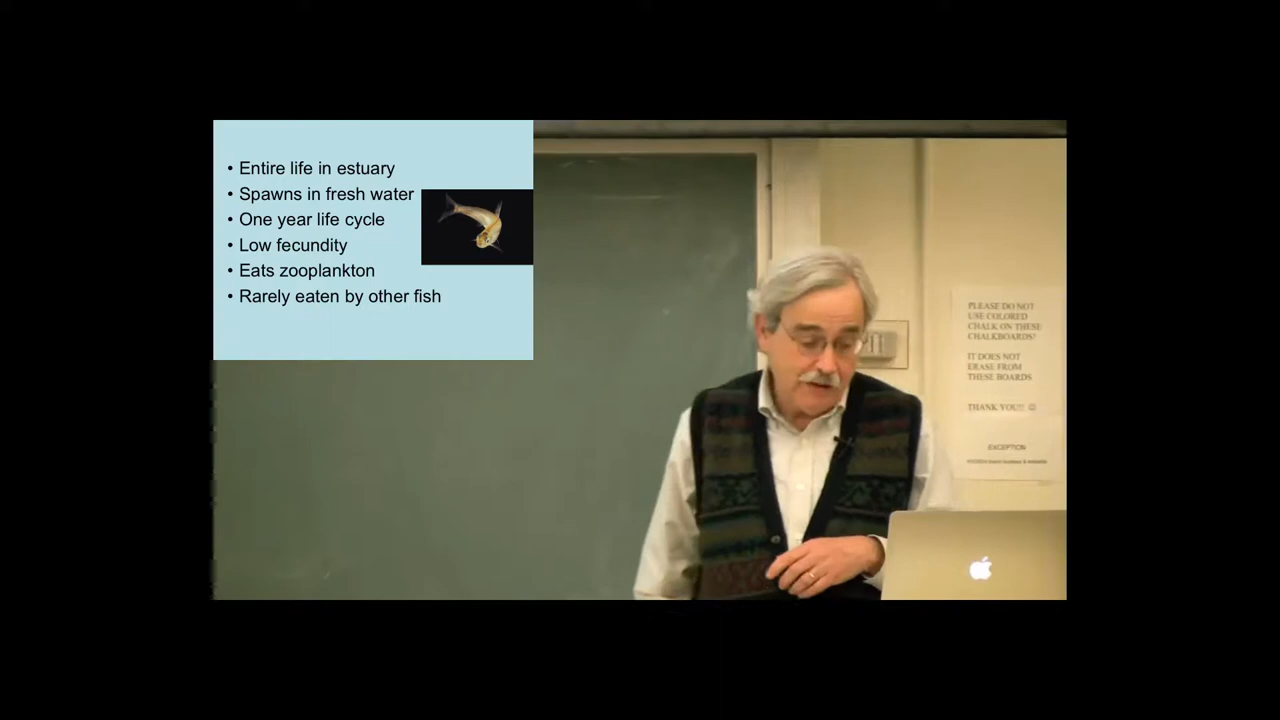 • Entire life in estuary
• Spawns in fresh water
• One year life cycle
• Low fecundity
• Eats zooplankton
• Rarely eaten by other fish
PLEASE DO NOT
USE COLORED
CHALK ON THESE
CHALKBOARDS!
IT DOES NOT
ERASE FROM
THESE BOARDS
THANK YOU!!! ☺
EXCEPTION